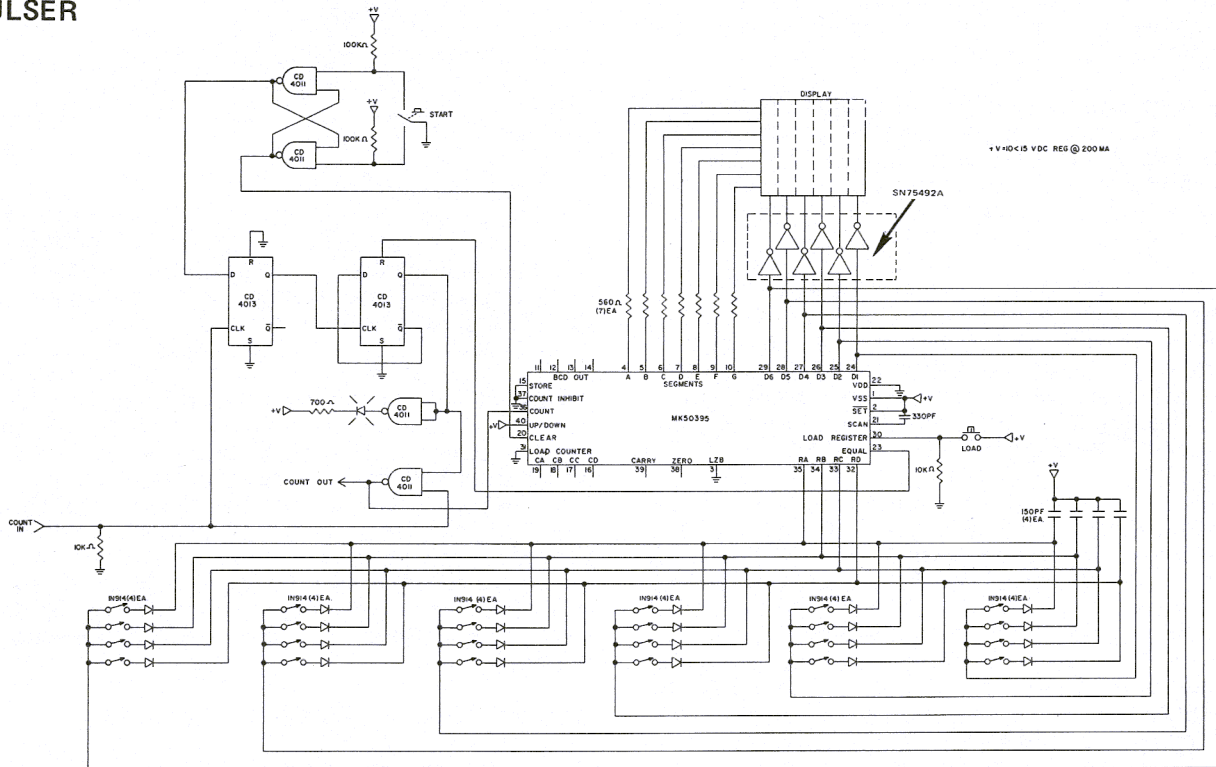 ULSER
+V
100KΩ
CD
4011
+V
START
100KΩ
CD
4011
DISPLAY
+V=10<15 VDC REG @ 200 MA
SN75492A
R
D Q
CD
4013
CLK Q̅
S
R
D Q
CD
4013
CLK Q̅
S
560Ω
(7)EA
11 12 13 14 4 5 6 7 8 9 10 29 28 27 26 25 24
BCD OUT A B C D E F G D6 D5 D4 D3 D2 D1
SEGMENTS
15 STORE
37 COUNT INHIBIT
36 COUNT
+V 40 UP/DOWN
20 CLEAR
31 LOAD COUNTER
MK50395
VDD 22
VSS 1 +V
SET 2
330PF
SCAN 21
LOAD REGISTER 30
EQUAL 23
+V
LOAD
10KΩ
CA CB CC CD CARRY ZERO LZB RA RB RC RD
19 18 17 16 39 38 3 35 34 33 32
+V 700Ω CD
4011
COUNT OUT CD
4011
COUNT
IN
10KΩ
+V
150PF
(4)EA.
IN914(4)EA
IN914(4)EA.
IN914(4)EA
IN914(4)EA
IN914(4)EA
IN914(4)EA